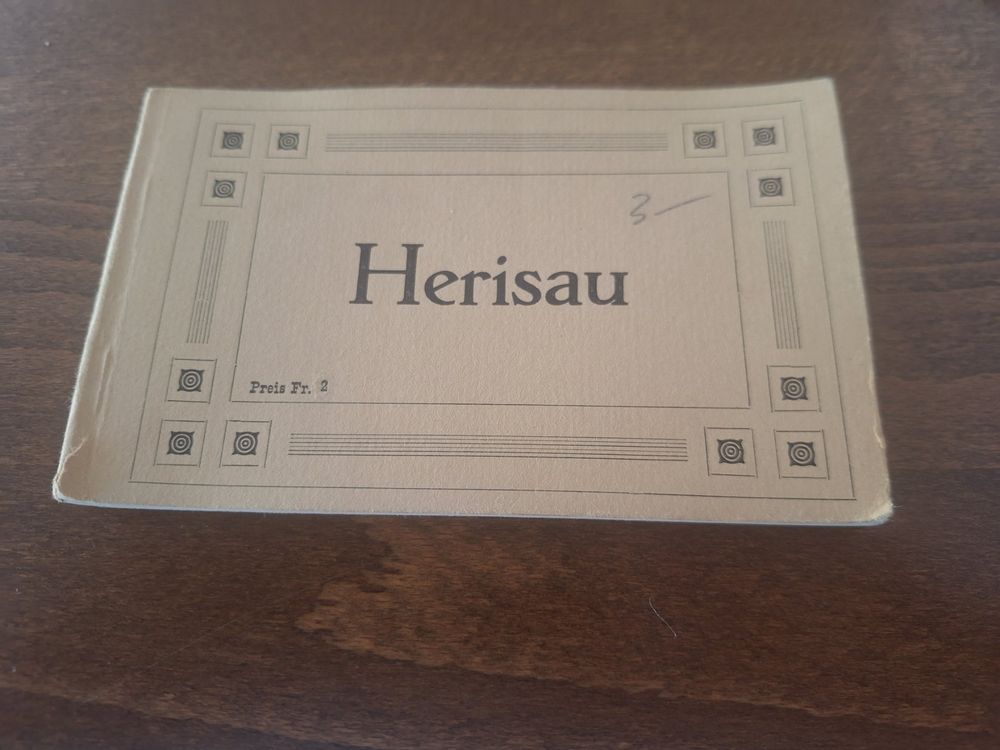 3—
Herisau
Preis Fr. 2